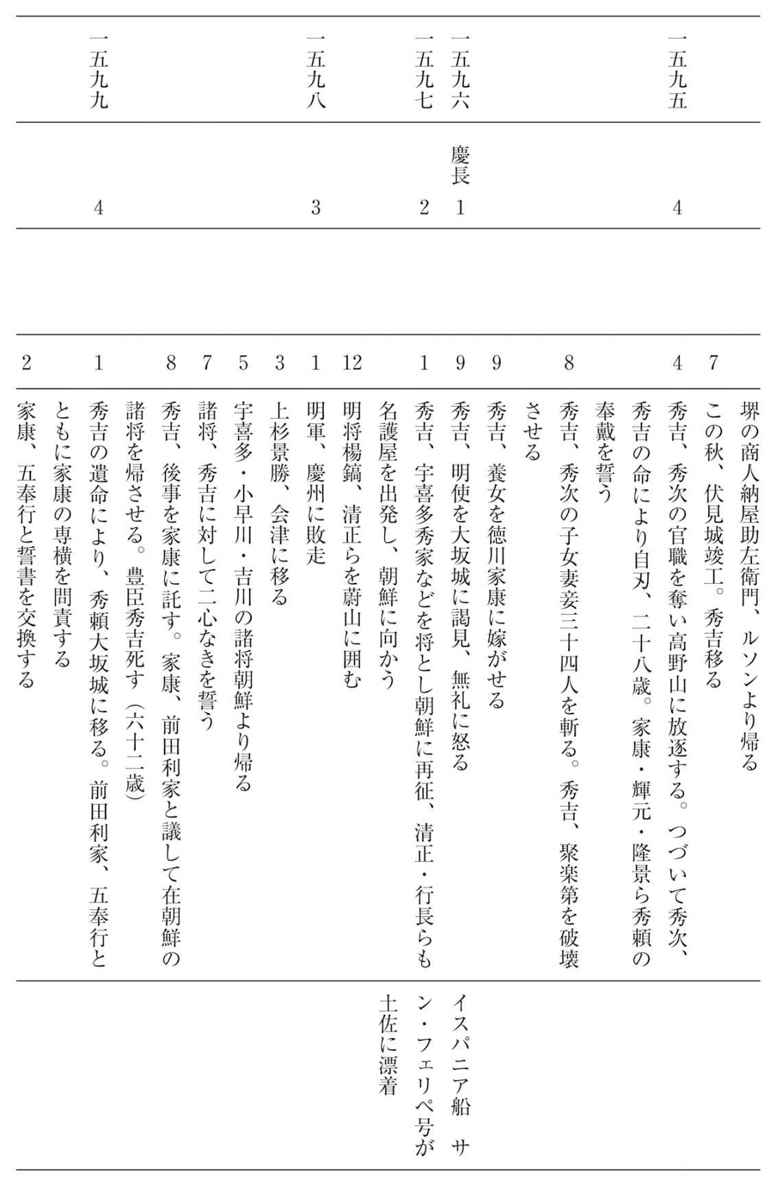 堺の商人納屋助左衛門、ルソンより帰る
7 この秋、伏見城竣工。秀吉移る
一五九五 4 4 秀吉、秀次の官職を奪い高野山に放逐する。つづいて秀次、
秀吉の命により自刃、二十八歳。家康・輝元・隆景ら秀頼の
奉戴を誓う
8 秀吉、秀次の子女妻妾三十四人を斬る。秀吉、聚楽第を破壊
させる
9 秀吉、養女を徳川家康に嫁がせる
一五九六 慶長 1 9 秀吉、明使を大坂城に謁見、無礼に怒る
イスパニア船 サ
一五九七 2 1 秀吉、宇喜多秀家などを将とし朝鮮に再征、清正・行長らも
ン・フェリペ号が
名護屋を出発し、朝鮮に向かう
土佐に漂着
12 明将楊鎬、清正らを蔚山に囲む
一五九八 3 1 明軍、慶州に敗走
3 上杉景勝、会津に移る
5 宇喜多・小早川・吉川の諸将朝鮮より帰る
7 諸将、秀吉に対して二心なきを誓う
8 秀吉、後事を家康に託す。家康、前田利家と議して在朝鮮の
諸将を帰させる。豊臣秀吉死す（六十二歳）
一五九九 4 1 秀吉の遺命により、秀頼大坂城に移る。前田利家、五奉行と
ともに家康の専横を問責する
2 家康、五奉行と誓書を交換する